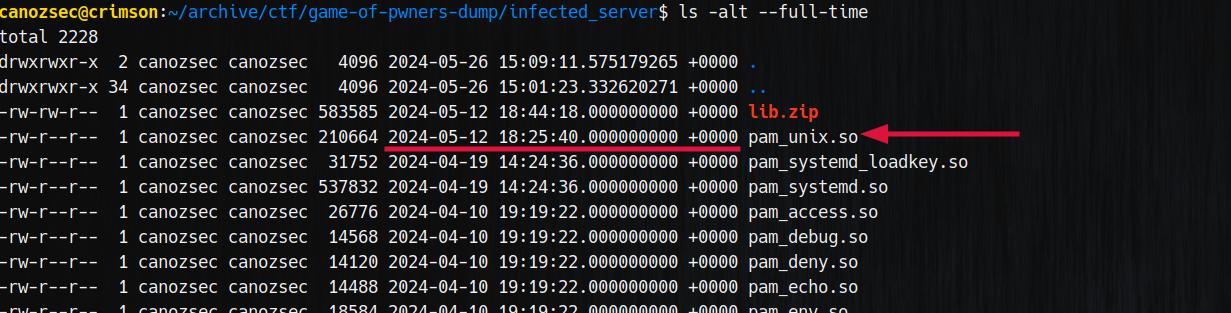 canozsec@crimson:~/archive/ctf/game-of-pwners-dump/infected_server$ ls -alt --full-time
total 2228
drwxrwxr-x  2 canozsec canozsec   4096 2024-05-26 15:09:11.575179265 +0000 .
drwxrwxr-x 34 canozsec canozsec   4096 2024-05-26 15:01:23.332620271 +0000 ..
-rw-rw-r--  1 canozsec canozsec 583585 2024-05-12 18:44:18.000000000 +0000 lib.zip
-rw-r--r--  1 canozsec canozsec 210664 2024-05-12 18:25:40.000000000 +0000 pam_unix.so
-rw-r--r--  1 canozsec canozsec  31752 2024-04-19 14:24:36.000000000 +0000 pam_systemd_loadkey.so
-rw-r--r--  1 canozsec canozsec 537832 2024-04-19 14:24:36.000000000 +0000 pam_systemd.so
-rw-r--r--  1 canozsec canozsec  26776 2024-04-10 19:19:22.000000000 +0000 pam_access.so
-rw-r--r--  1 canozsec canozsec  14568 2024-04-10 19:19:22.000000000 +0000 pam_debug.so
-rw-r--r--  1 canozsec canozsec  14120 2024-04-10 19:19:22.000000000 +0000 pam_deny.so
-rw-r--r--  1 canozsec canozsec  14488 2024-04-10 19:19:22.000000000 +0000 pam_echo.so
-rw-r--r--  1 canozsec canozsec  18584 2024-04-10 19:19:22.000000000 +0000 pam_env.so